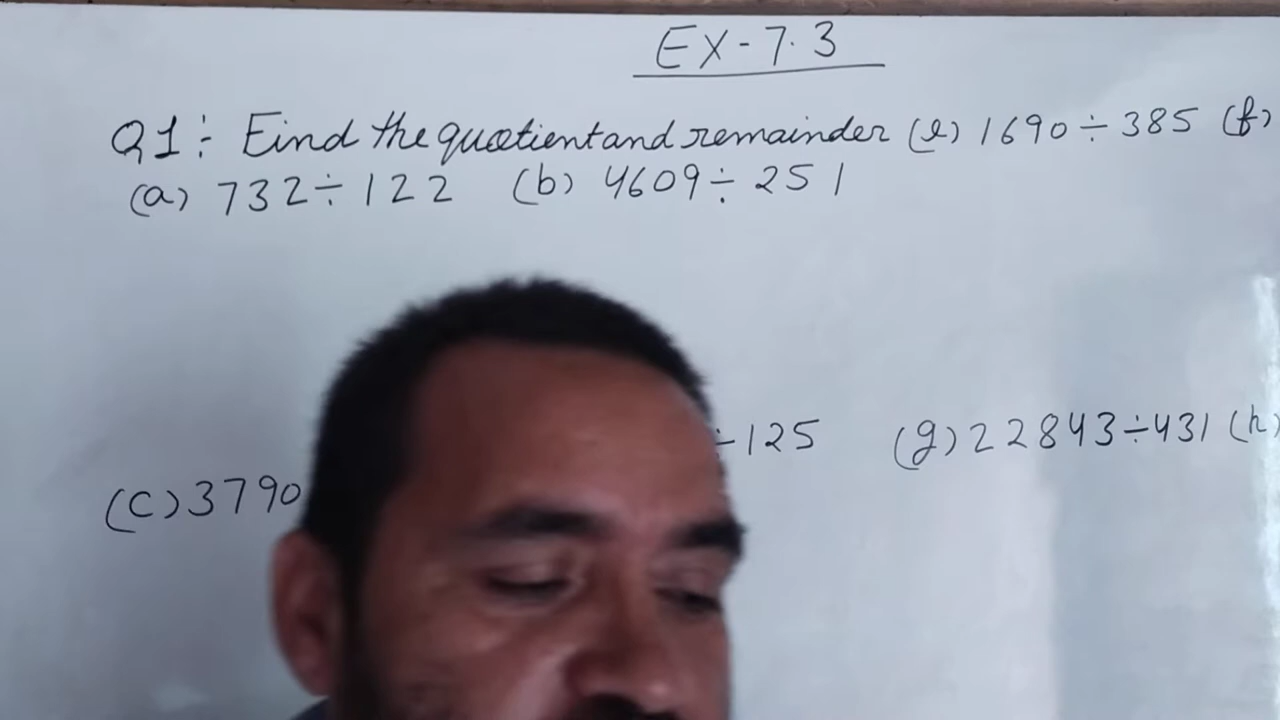 EX-7.3
Q1: Find the quotient and remainder (e) 1690÷385 (f)
(a) 732÷122 (b) 4609÷251
÷125 (g) 22843÷431 (h)
(C) 3790